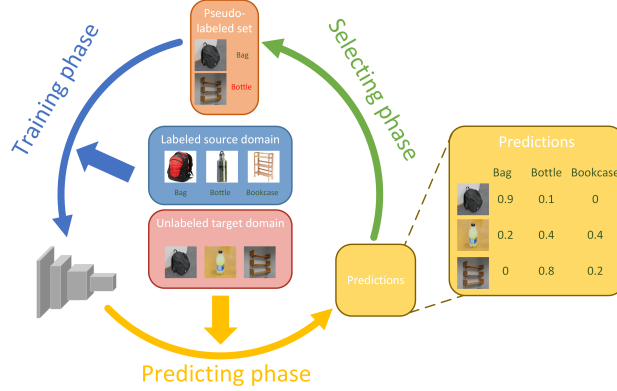 Pseudo-
labeled set
Bag
Bottle
Training phase
Selecting phase
Labeled source domain
Bag Bottle Bookcase
Unlabeled target domain
Predictions
Predicting phase
Predictions
Bag Bottle Bookcase
0.9 0.1 0
0.2 0.4 0.4
0 0.8 0.2